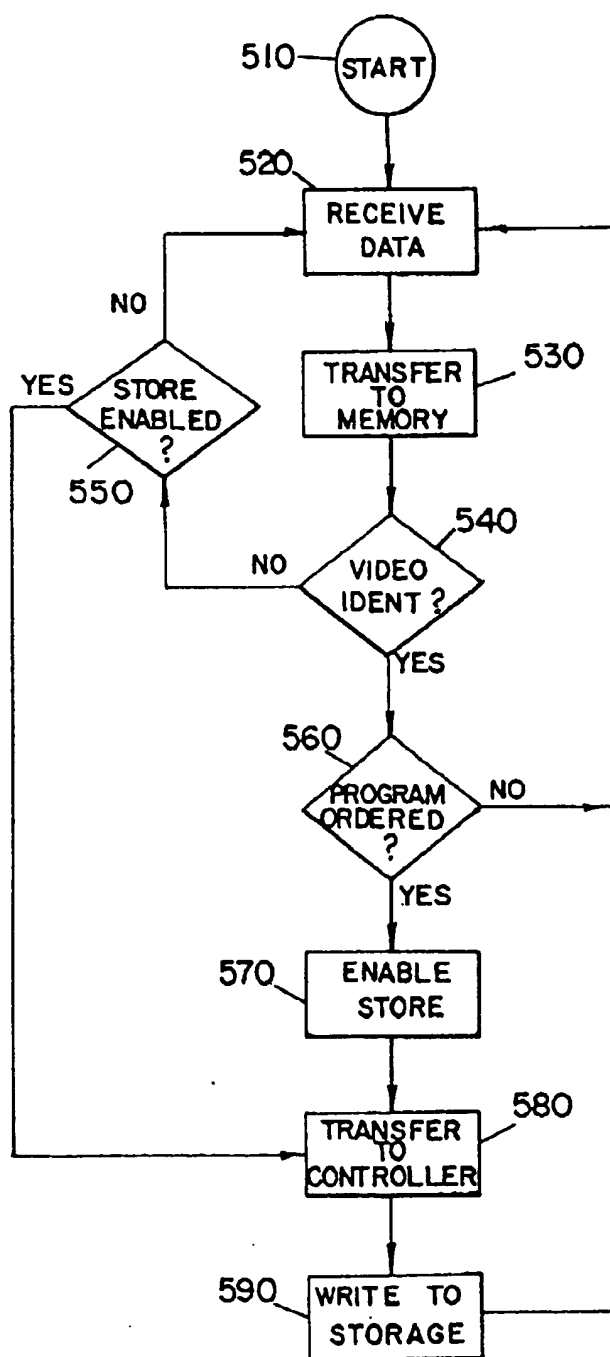 510
START
520
RECEIVE
DATA
NO
530
TRANSFER
TO
MEMORY
YES
STORE
ENABLED
?
550
540
NO
VIDEO
IDENT ?
YES
560
PROGRAM
ORDERED
?
NO
YES
570
ENABLE
STORE
580
TRANSFER
TO
CONTROLLER
590
WRITE TO
STORAGE